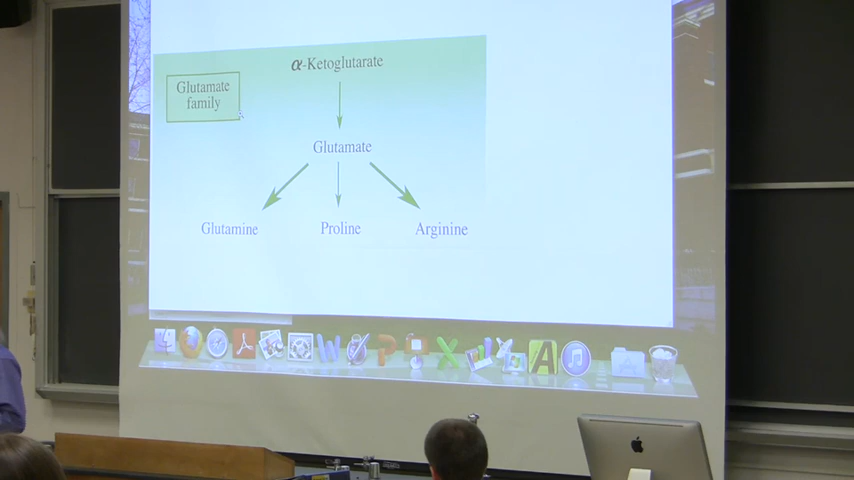 α-Ketoglutarate
Glutamate
family
Glutamate
Glutamine
Proline
Arginine